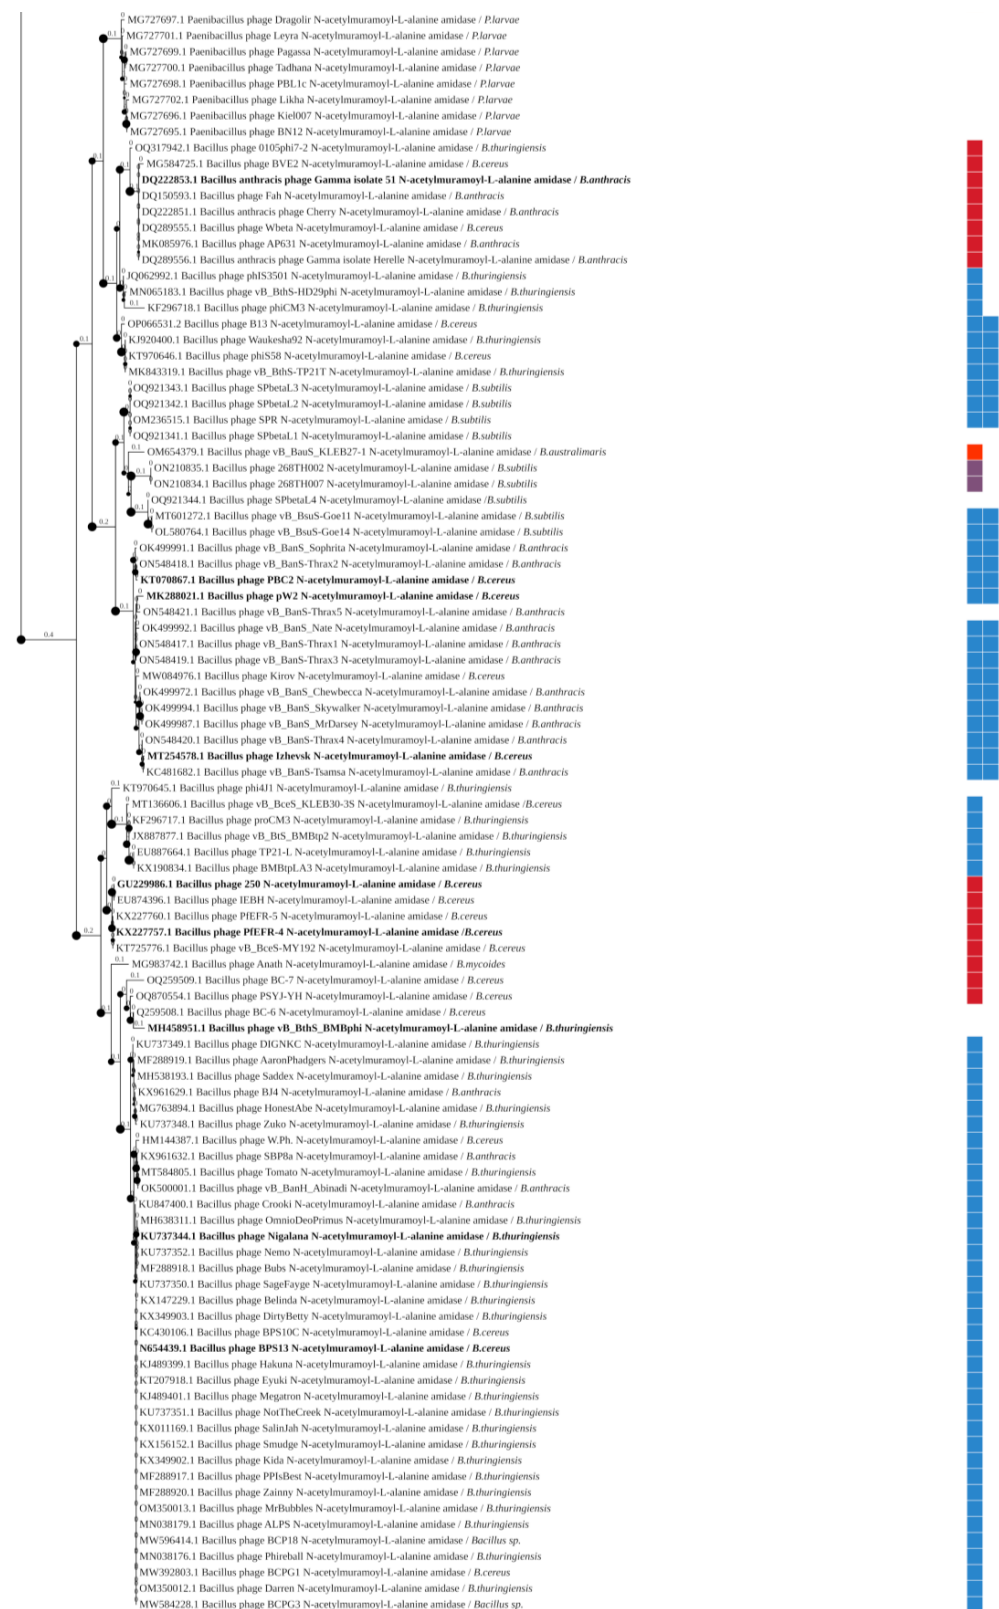 MG727697.1 Paenibacillus phage Dragolir N-acetylmuramoyl-L-alanine amidase / P.larvae
MG727701.1 Paenibacillus phage Leyra N-acetylmuramoyl-L-alanine amidase / P.larvae
MG727699.1 Paenibacillus phage Pagassa N-acetylmuramoyl-L-alanine amidase / P.larvae
MG727700.1 Paenibacillus phage Tadhana N-acetylmuramoyl-L-alanine amidase / P.larvae
MG727698.1 Paenibacillus phage PBL1c N-acetylmuramoyl-L-alanine amidase / P.larvae
MG727702.1 Paenibacillus phage Likha N-acetylmuramoyl-L-alanine amidase / P.larvae
MG727696.1 Paenibacillus phage Kiel007 N-acetylmuramoyl-L-alanine amidase / P.larvae
MG727695.1 Paenibacillus phage BN12 N-acetylmuramoyl-L-alanine amidase / P.larvae
OQ317942.1 Bacillus phage 0105phi7-2 N-acetylmuramoyl-L-alanine amidase / B.thuringiensis
MG584725.1 Bacillus phage BVE2 N-acetylmuramoyl-L-alanine amidase / B.cereus
DQ222853.1 Bacillus anthracis phage Gamma isolate 51 N-acetylmuramoyl-L-alanine amidase / B.anthracis
DQ150593.1 Bacillus phage Fah N-acetylmuramoyl-L-alanine amidase / B.anthracis
DQ222851.1 Bacillus anthracis phage Cherry N-acetylmuramoyl-L-alanine amidase / B.anthracis
DQ289555.1 Bacillus phage Wbeta N-acetylmuramoyl-L-alanine amidase / B.cereus
MK085976.1 Bacillus phage AP631 N-acetylmuramoyl-L-alanine amidase / B.anthracis
DQ289556.1 Bacillus anthracis phage Gamma isolate Herelle N-acetylmuramoyl-L-alanine amidase / B.anthracis
JQ062992.1 Bacillus phage phIS3501 N-acetylmuramoyl-L-alanine amidase / B.thuringiensis
MN065183.1 Bacillus phage vB_BthS-HD29phi N-acetylmuramoyl-L-alanine amidase / B.thuringiensis
KF296718.1 Bacillus phage phiCM3 N-acetylmuramoyl-L-alanine amidase / B.thuringiensis
OP066531.2 Bacillus phage B13 N-acetylmuramoyl-L-alanine amidase / B.cereus
KJ920400.1 Bacillus phage Waukesha92 N-acetylmuramoyl-L-alanine amidase / B.thuringiensis
KT970646.1 Bacillus phage phiS58 N-acetylmuramoyl-L-alanine amidase / B.cereus
MK843319.1 Bacillus phage vB_BthS-TP21T N-acetylmuramoyl-L-alanine amidase / B.thuringiensis
OQ921343.1 Bacillus phage SPbetaL3 N-acetylmuramoyl-L-alanine amidase / B.subtilis
OQ921342.1 Bacillus phage SPbetaL2 N-acetylmuramoyl-L-alanine amidase / B.subtilis
OM236515.1 Bacillus phage SPR N-acetylmuramoyl-L-alanine amidase / B.subtilis
OQ921341.1 Bacillus phage SPbetaL1 N-acetylmuramoyl-L-alanine amidase / B.subtilis
OM654379.1 Bacillus phage vB_BauS_KLEB27-1 N-acetylmuramoyl-L-alanine amidase / B.australimaris
ON210835.1 Bacillus phage 268TH002 N-acetylmuramoyl-L-alanine amidase / B.subtilis
ON210834.1 Bacillus phage 268TH007 N-acetylmuramoyl-L-alanine amidase / B.subtilis
OQ921344.1 Bacillus phage SPbetaL4 N-acetylmuramoyl-L-alanine amidase /B.subtilis
MT601272.1 Bacillus phage vB_BsuS-Goe11 N-acetylmuramoyl-L-alanine amidase / B.subtilis
OL580764.1 Bacillus phage vB_BsuS-Goe14 N-acetylmuramoyl-L-alanine amidase / B.subtilis
OK499991.1 Bacillus phage vB_BanS_Sophrita N-acetylmuramoyl-L-alanine amidase / B.anthracis
ON548418.1 Bacillus phage vB_BanS-Thrax2 N-acetylmuramoyl-L-alanine amidase / B.anthracis
KT070867.1 Bacillus phage PBC2 N-acetylmuramoyl-L-alanine amidase / B.cereus
MK288021.1 Bacillus phage pW2 N-acetylmuramoyl-L-alanine amidase / B.cereus
ON548421.1 Bacillus phage vB_BanS-Thrax5 N-acetylmuramoyl-L-alanine amidase / B.anthracis
OK499992.1 Bacillus phage vB_BanS_Nate N-acetylmuramoyl-L-alanine amidase / B.anthracis
ON548417.1 Bacillus phage vB_BanS-Thrax1 N-acetylmuramoyl-L-alanine amidase / B.anthracis
ON548419.1 Bacillus phage vB_BanS-Thrax3 N-acetylmuramoyl-L-alanine amidase / B.anthracis
MW084976.1 Bacillus phage Kirov N-acetylmuramoyl-L-alanine amidase / B.cereus
OK499972.1 Bacillus phage vB_BanS_Chewbecca N-acetylmuramoyl-L-alanine amidase / B.anthracis
OK499994.1 Bacillus phage vB_BanS_Skywalker N-acetylmuramoyl-L-alanine amidase / B.anthracis
OK499987.1 Bacillus phage vB_BanS_MrDarsey N-acetylmuramoyl-L-alanine amidase / B.anthracis
ON548420.1 Bacillus phage vB_BanS-Thrax4 N-acetylmuramoyl-L-alanine amidase / B.anthracis
MT254578.1 Bacillus phage Izhevsk N-acetylmuramoyl-L-alanine amidase / B.cereus
KC481682.1 Bacillus phage vB_BanS-Tsamsa N-acetylmuramoyl-L-alanine amidase / B.anthracis
KT970645.1 Bacillus phage phi4J1 N-acetylmuramoyl-L-alanine amidase / B.thuringiensis
MT136606.1 Bacillus phage vB_BceS_KLEB30-3S N-acetylmuramoyl-L-alanine amidase /B.cereus
KF296717.1 Bacillus phage proCM3 N-acetylmuramoyl-L-alanine amidase / B.thuringiensis
JX887877.1 Bacillus phage vB_BtS_BMBtp2 N-acetylmuramoyl-L-alanine amidase / B.thuringiensis
EU887664.1 Bacillus phage TP21-L N-acetylmuramoyl-L-alanine amidase / B.thuringiensis
KX190834.1 Bacillus phage BMBtpLA3 N-acetylmuramoyl-L-alanine amidase / B.thuringiensis
GU229986.1 Bacillus phage 250 N-acetylmuramoyl-L-alanine amidase / B.cereus
EU874396.1 Bacillus phage IEBH N-acetylmuramoyl-L-alanine amidase / B.cereus
KX227760.1 Bacillus phage PfEFR-5 N-acetylmuramoyl-L-alanine amidase / B.cereus
KX227757.1 Bacillus phage PfEFR-4 N-acetylmuramoyl-L-alanine amidase /B.cereus
KT725776.1 Bacillus phage vB_BceS-MY192 N-acetylmuramoyl-L-alanine amidase / B.cereus
MG983742.1 Bacillus phage Anath N-acetylmuramoyl-L-alanine amidase / B.mycoides
OQ259509.1 Bacillus phage BC-7 N-acetylmuramoyl-L-alanine amidase / B.cereus
OQ870554.1 Bacillus phage PSYJ-YH N-acetylmuramoyl-L-alanine amidase / B.cereus
Q259508.1 Bacillus phage BC-6 N-acetylmuramoyl-L-alanine amidase / B.cereus
MH458951.1 Bacillus phage vB_BthS_BMBphi N-acetylmuramoyl-L-alanine amidase / B.thuringiensis
KU737349.1 Bacillus phage DIGNKC N-acetylmuramoyl-L-alanine amidase / B.thuringiensis
MF288919.1 Bacillus phage AaronPhadgers N-acetylmuramoyl-L-alanine amidase / B.thuringiensis
MH538193.1 Bacillus phage Saddex N-acetylmuramoyl-L-alanine amidase / B.thuringiensis
KX961629.1 Bacillus phage BJ4 N-acetylmuramoyl-L-alanine amidase / B.anthracis
MG763894.1 Bacillus phage HonestAbe N-acetylmuramoyl-L-alanine amidase / B.thuringiensis
KU737348.1 Bacillus phage Zuko N-acetylmuramoyl-L-alanine amidase / B.thuringiensis
HM144387.1 Bacillus phage W.Ph. N-acetylmuramoyl-L-alanine amidase / B.cereus
KX961632.1 Bacillus phage SBP8a N-acetylmuramoyl-L-alanine amidase / B.anthracis
MT584805.1 Bacillus phage Tomato N-acetylmuramoyl-L-alanine amidase / B.thuringiensis
OK500001.1 Bacillus phage vB_BanH_Abinadi N-acetylmuramoyl-L-alanine amidase / B.anthracis
KU847400.1 Bacillus phage Crooki N-acetylmuramoyl-L-alanine amidase / B.anthracis
MH638311.1 Bacillus phage OmnioDeoPrimus N-acetylmuramoyl-L-alanine amidase / B.thuringiensis
KU737344.1 Bacillus phage Nigalana N-acetylmuramoyl-L-alanine amidase / B.thuringiensis
KU737352.1 Bacillus phage Nemo N-acetylmuramoyl-L-alanine amidase / B.thuringiensis
MF288918.1 Bacillus phage Bubs N-acetylmuramoyl-L-alanine amidase / B.thuringiensis
KU737350.1 Bacillus phage SageFayge N-acetylmuramoyl-L-alanine amidase / B.thuringiensis
KX147229.1 Bacillus phage Belinda N-acetylmuramoyl-L-alanine amidase / B.thuringiensis
KX349903.1 Bacillus phage DirtyBetty N-acetylmuramoyl-L-alanine amidase / B.thuringiensis
KC430106.1 Bacillus phage BPS10C N-acetylmuramoyl-L-alanine amidase / B.cereus
N654439.1 Bacillus phage BPS13 N-acetylmuramoyl-L-alanine amidase / B.cereus
KJ489399.1 Bacillus phage Hakuna N-acetylmuramoyl-L-alanine amidase / B.thuringiensis
KT207918.1 Bacillus phage Eyuki N-acetylmuramoyl-L-alanine amidase / B.thuringiensis
KJ489401.1 Bacillus phage Megatron N-acetylmuramoyl-L-alanine amidase / B.thuringiensis
KU737351.1 Bacillus phage NotTheCreek N-acetylmuramoyl-L-alanine amidase / B.thuringiensis
KX011169.1 Bacillus phage SalinJah N-acetylmuramoyl-L-alanine amidase / B.thuringiensis
KX156152.1 Bacillus phage Smudge N-acetylmuramoyl-L-alanine amidase / B.thuringiensis
KX349902.1 Bacillus phage Kida N-acetylmuramoyl-L-alanine amidase / B.thuringiensis
MF288917.1 Bacillus phage PPIsBest N-acetylmuramoyl-L-alanine amidase / B.thuringiensis
MF288920.1 Bacillus phage Zainny N-acetylmuramoyl-L-alanine amidase / B.thuringiensis
OM350013.1 Bacillus phage MrBubbles N-acetylmuramoyl-L-alanine amidase / B.thuringiensis
MN038179.1 Bacillus phage ALPS N-acetylmuramoyl-L-alanine amidase / B.thuringiensis
MW596414.1 Bacillus phage BCP18 N-acetylmuramoyl-L-alanine amidase / Bacillus sp.
MN038176.1 Bacillus phage Phireball N-acetylmuramoyl-L-alanine amidase / B.thuringiensis
MW392803.1 Bacillus phage BCPG1 N-acetylmuramoyl-L-alanine amidase / B.cereus
OM350012.1 Bacillus phage Darren N-acetylmuramoyl-L-alanine amidase / B.thuringiensis
MW584228.1 Bacillus phage BCPG3 N-acetylmuramoyl-L-alanine amidase / Bacillus sp.